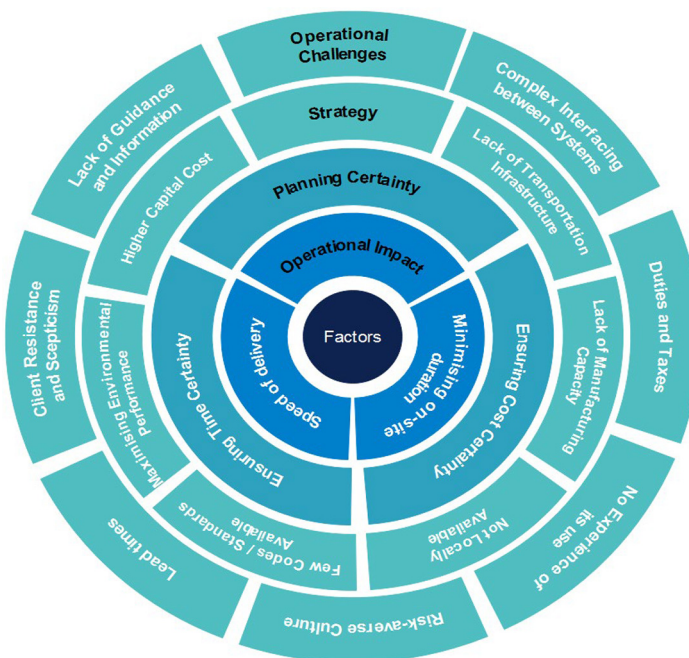 Factors
Operational Impact
Minimising on-site
duration
Speed of delivery
Planning Certainty
Ensuring Cost Certainty
Ensuring Time Certainty
Strategy
Lack of Transportation
Infrastructure
Lack of Manufacturing
Capacity
Not Locally
Available
Few Codes / Standards
Available
Maximising Environmental
Performance
Higher Capital Cost
Operational
Challenges
Complex Interfacing
between Systems
Duties and Taxes
No Experience of
its use
Risk-averse Culture
Lead times
Client Resistance
and Scepticism
Lack of Guidance
and Information